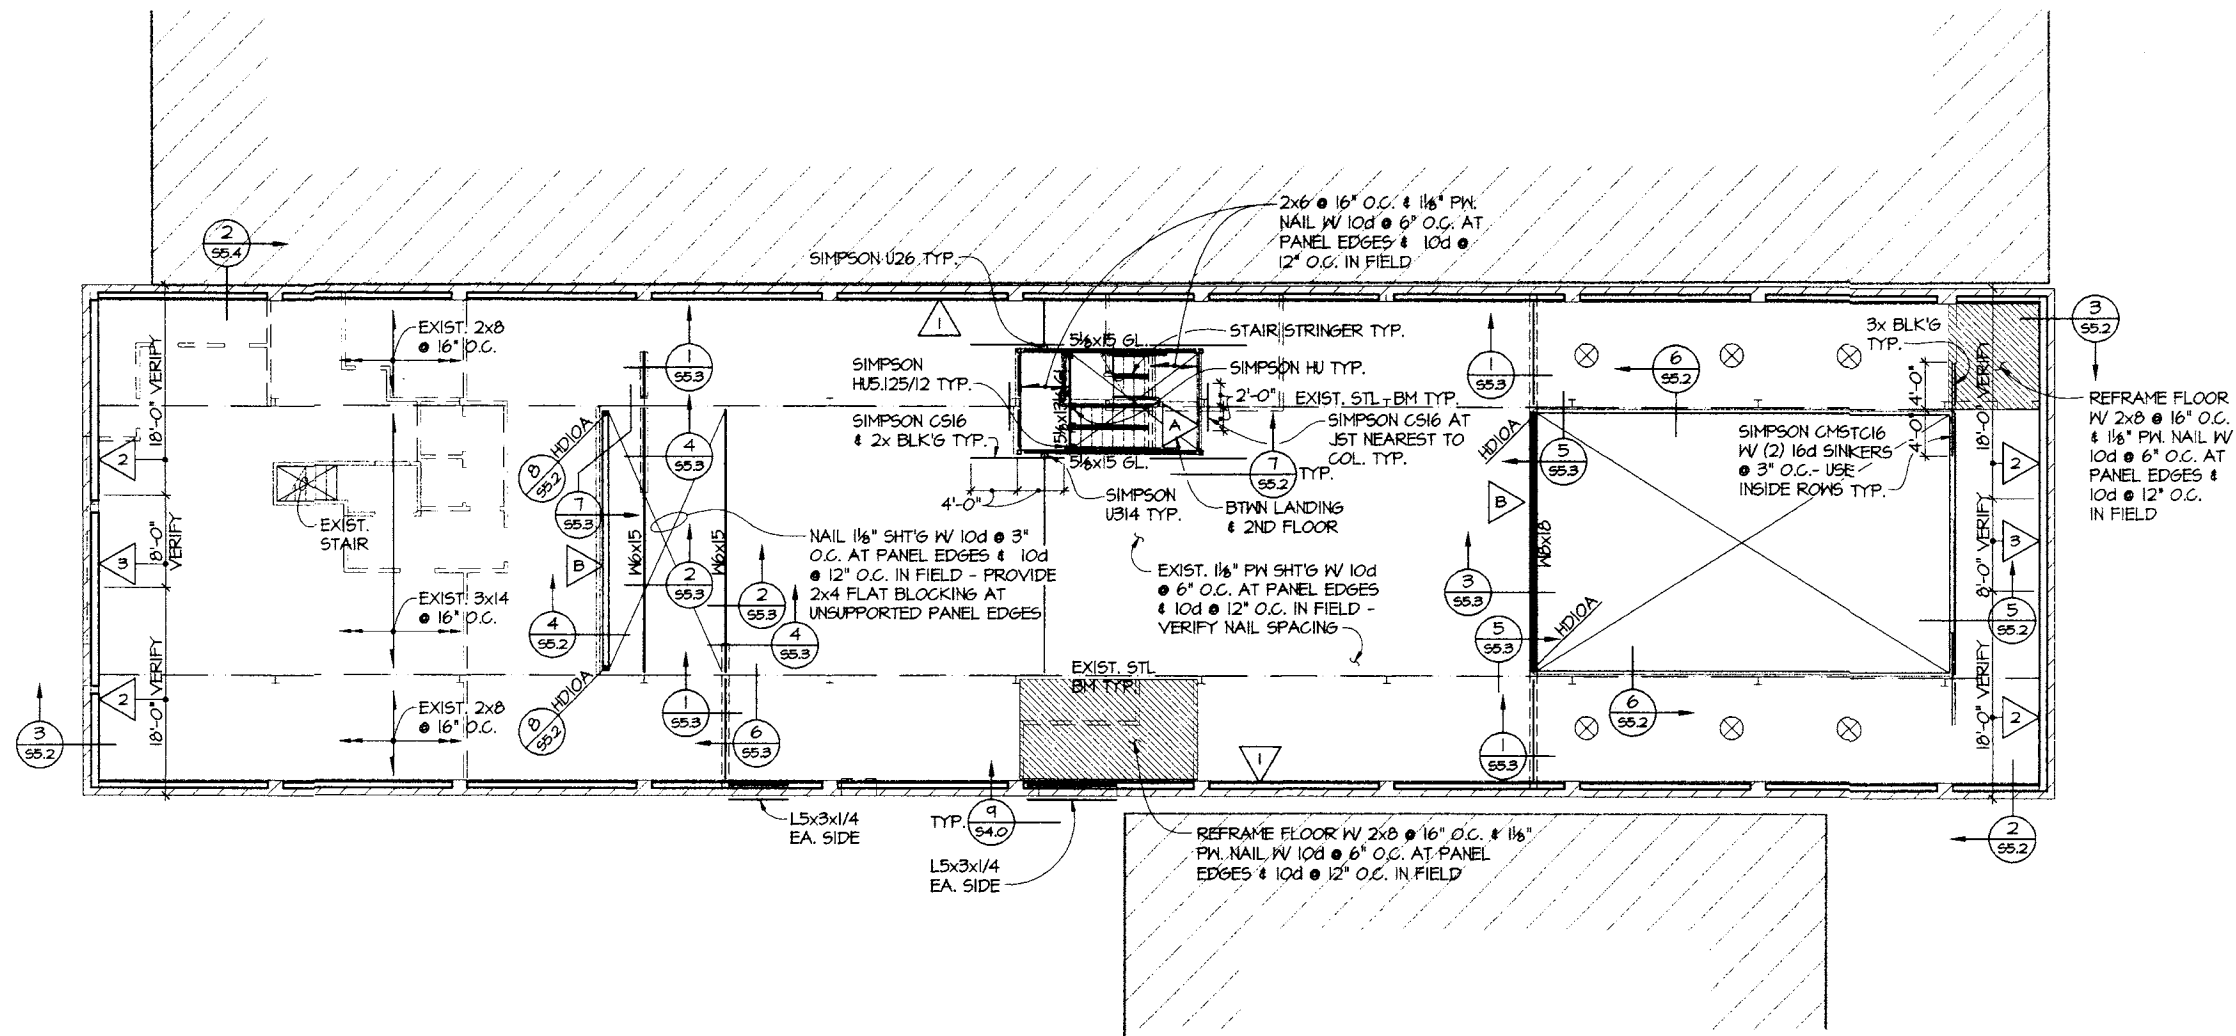 2x6 @ 16" O.C. & 1⅛" PW.
NAIL W/ 10d @ 6" O.C. AT
PANEL EDGES & 10d @
12" O.C. IN FIELD
SIMPSON U26 TYP.
2
S5.4
EXIST. 2x8
@ 16" O.C.
1
1
S5.3
5⅛x15 GL.
STAIR STRINGER TYP.
SIMPSON HU TYP.
SIMPSON
HU5.125/12 TYP.
SIMPSON CS16
& 2x BLK'G TYP.
2'-0"
EXIST. STL BM TYP.
SIMPSON CS16 AT
JST NEAREST TO
COL. TYP.
A
5⅛x15 GL.
7
S5.2
TYP.
4'-0"
SIMPSON
U314 TYP.
BTWN LANDING
& 2ND FLOOR
1
S5.3
6
S5.2
3x BLK'G
TYP.
3
S5.2
4'-0"
4'-0"
18'-0" VERIFY
REFRAME FLOOR
W/ 2x8 @ 16" O.C.
& 1⅛" PW. NAIL W/
10d @ 6" O.C. AT
PANEL EDGES &
10d @ 12" O.C.
IN FIELD
SIMPSON CMSTC16
W/ (2) 16d SINKERS
@ 3" O.C.- USE
INSIDE ROWS TYP.
18'-0" VERIFY
2
8'-0"
VERIFY
3
18'-0" VERIFY
2
EXIST.
STAIR
HD10A
8
S5.2
7
S5.3
B
4
S5.3
W6x15
W6x15
2
S5.3
2
S5.3
4
S5.3
4
S5.2
NAIL 1⅛" SHT'G W/ 10d @ 3"
O.C. AT PANEL EDGES & 10d
@ 12" O.C. IN FIELD - PROVIDE
2x4 FLAT BLOCKING AT
UNSUPPORTED PANEL EDGES
EXIST. 1⅛" PW SHT'G W/ 10d
@ 6" O.C. AT PANEL EDGES
& 10d @ 12" O.C. IN FIELD -
VERIFY NAIL SPACING
HD10A
5
S5.3
B
W8x18
3
S5.3
5
S5.3
HD10A
2
8'-0" VERIFY
3
5
S5.2
18'-0" VERIFY
2
EXIST. 3x14
@ 16" O.C.
EXIST. 2x8
@ 16" O.C.
HD10A
8
S5.2
1
S5.3
6
S5.3
EXIST. STL
BM TYP.
1
6
S5.2
1
S5.3
3
S5.2
L5x3x1/4
EA. SIDE
TYP.
9
S4.0
L5x3x1/4
EA. SIDE
REFRAME FLOOR W/ 2x8 @ 16" O.C. & 1⅛"
PW. NAIL W/ 10d @ 6" O.C. AT PANEL
EDGES & 10d @ 12" O.C. IN FIELD
2
S5.2